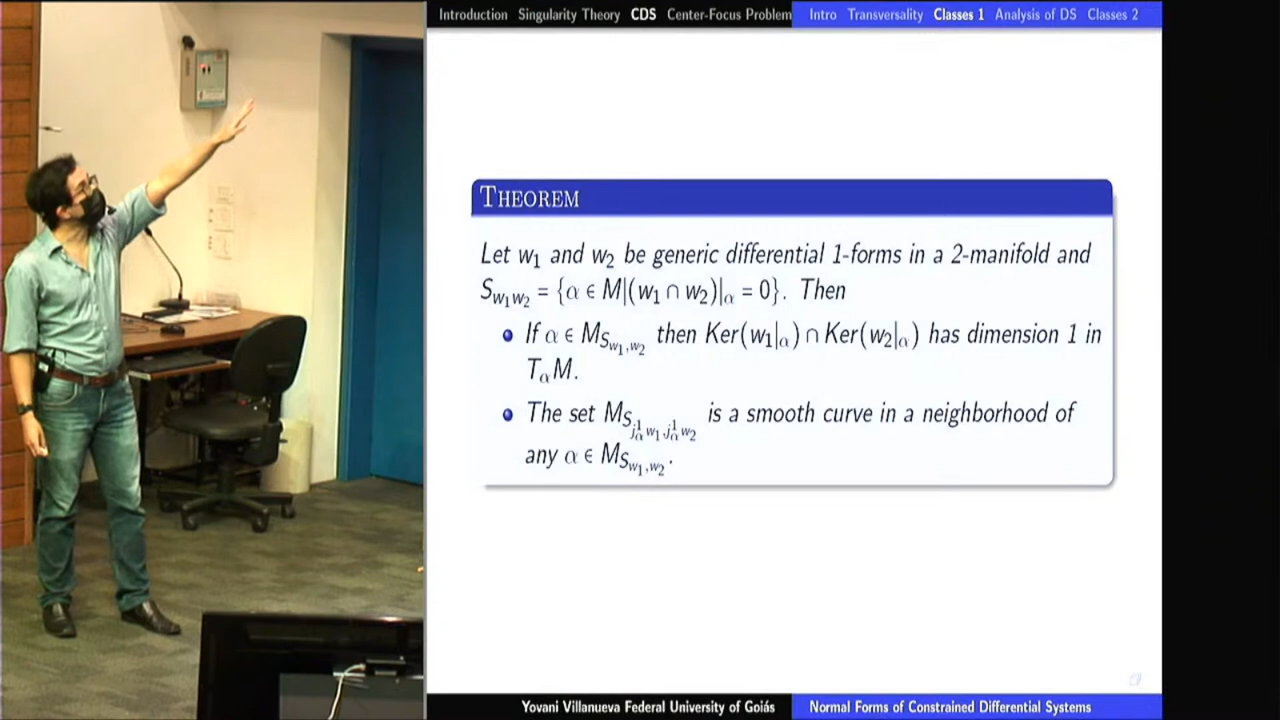 Introduction Singularity Theory CDS Center-Focus Problem Intro Transversality Classes 1 Analysis of DS Classes 2
THEOREM
Let w₁ and w₂ be generic differential 1-forms in a 2-manifold and
S_{w₁w₂} = {α ∈ M|(w₁ ∩ w₂)|_α = 0}. Then
• If α ∈ M_{S_{w₁,w₂}} then Ker(w₁|_α) ∩ Ker(w₂|_α) has dimension 1 in
T_αM.
• The set M_{S_{j¹_αw₁,j¹_αw₂}} is a smooth curve in a neighborhood of
any α ∈ M_{S_{w₁,w₂}}.
Yovani Villanueva Federal University of Goiás Normal Forms of Constrained Differential Systems